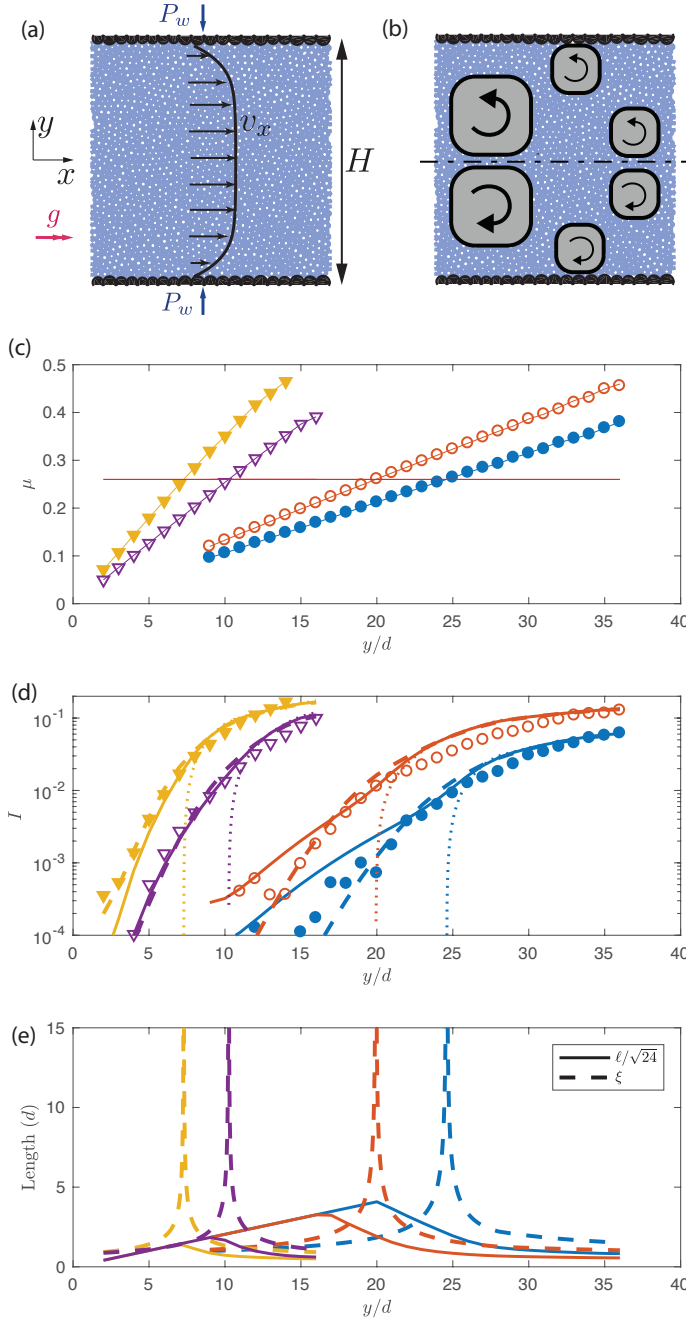 (a)
P_w
(b)
y
v_x
H
x
g
P_w
(c)
0.5
0.4
0.3
μ
0.2
0.1
0
0 5 10 15 20 25 30 35 40
y/d
(d)
10^{-1}
10^{-2}
I
10^{-3}
10^{-4}
0 5 10 15 20 25 30 35 40
y/d
(e)
15
ℓ/√24
ξ
10
Length (d)
5
0
0 5 10 15 20 25 30 35 40
y/d